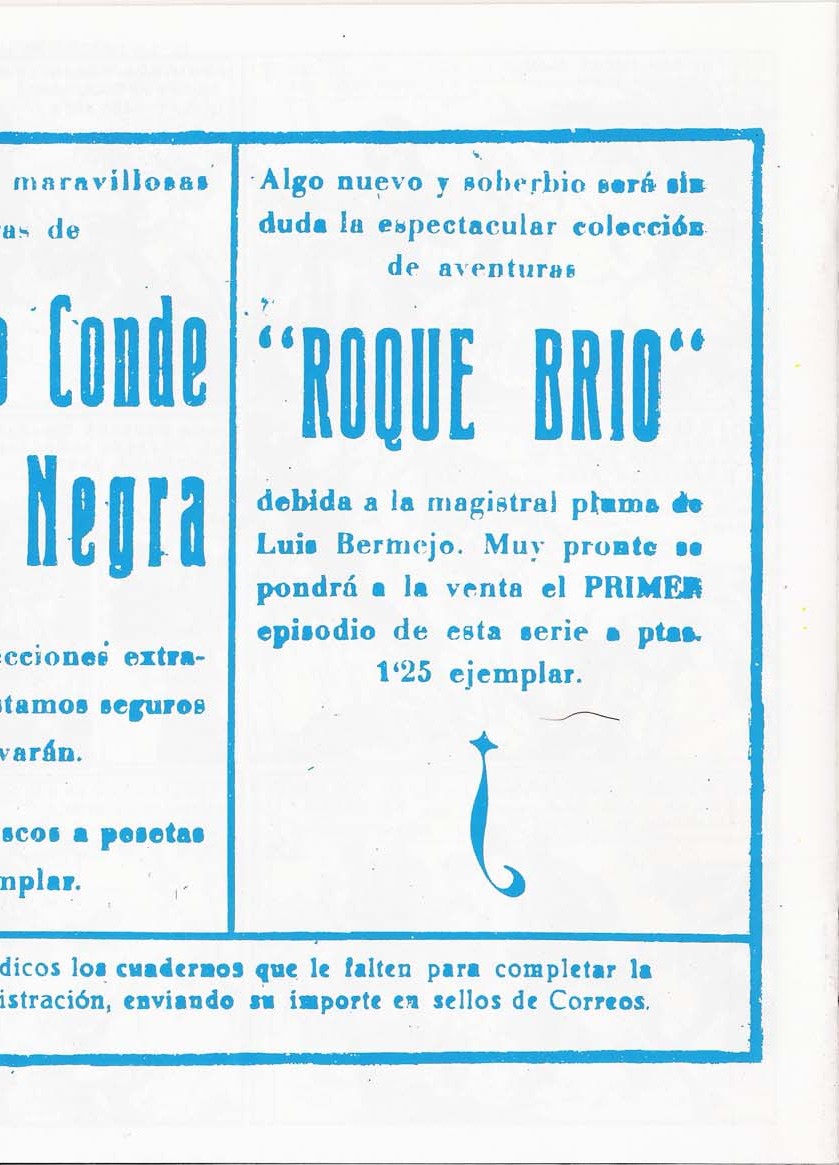 maravillosas
as de
o Conde
Negra
ecciones extra-
stamos seguros
varán.
scos a pesetas
mplar.
Algo nuevo y soberbio será sin
duda la espectacular colección
de aventuras
“ROQUE BRIO“
debida a la magistral pluma de
Luis Bermejo. Muy pronto se
pondrá a la venta el PRIMER
episodio de esta serie a ptas.
1‘25 ejemplar.
dicos los cuadernos que le falten para completar la
istración, enviando su importe en sellos de Correos.